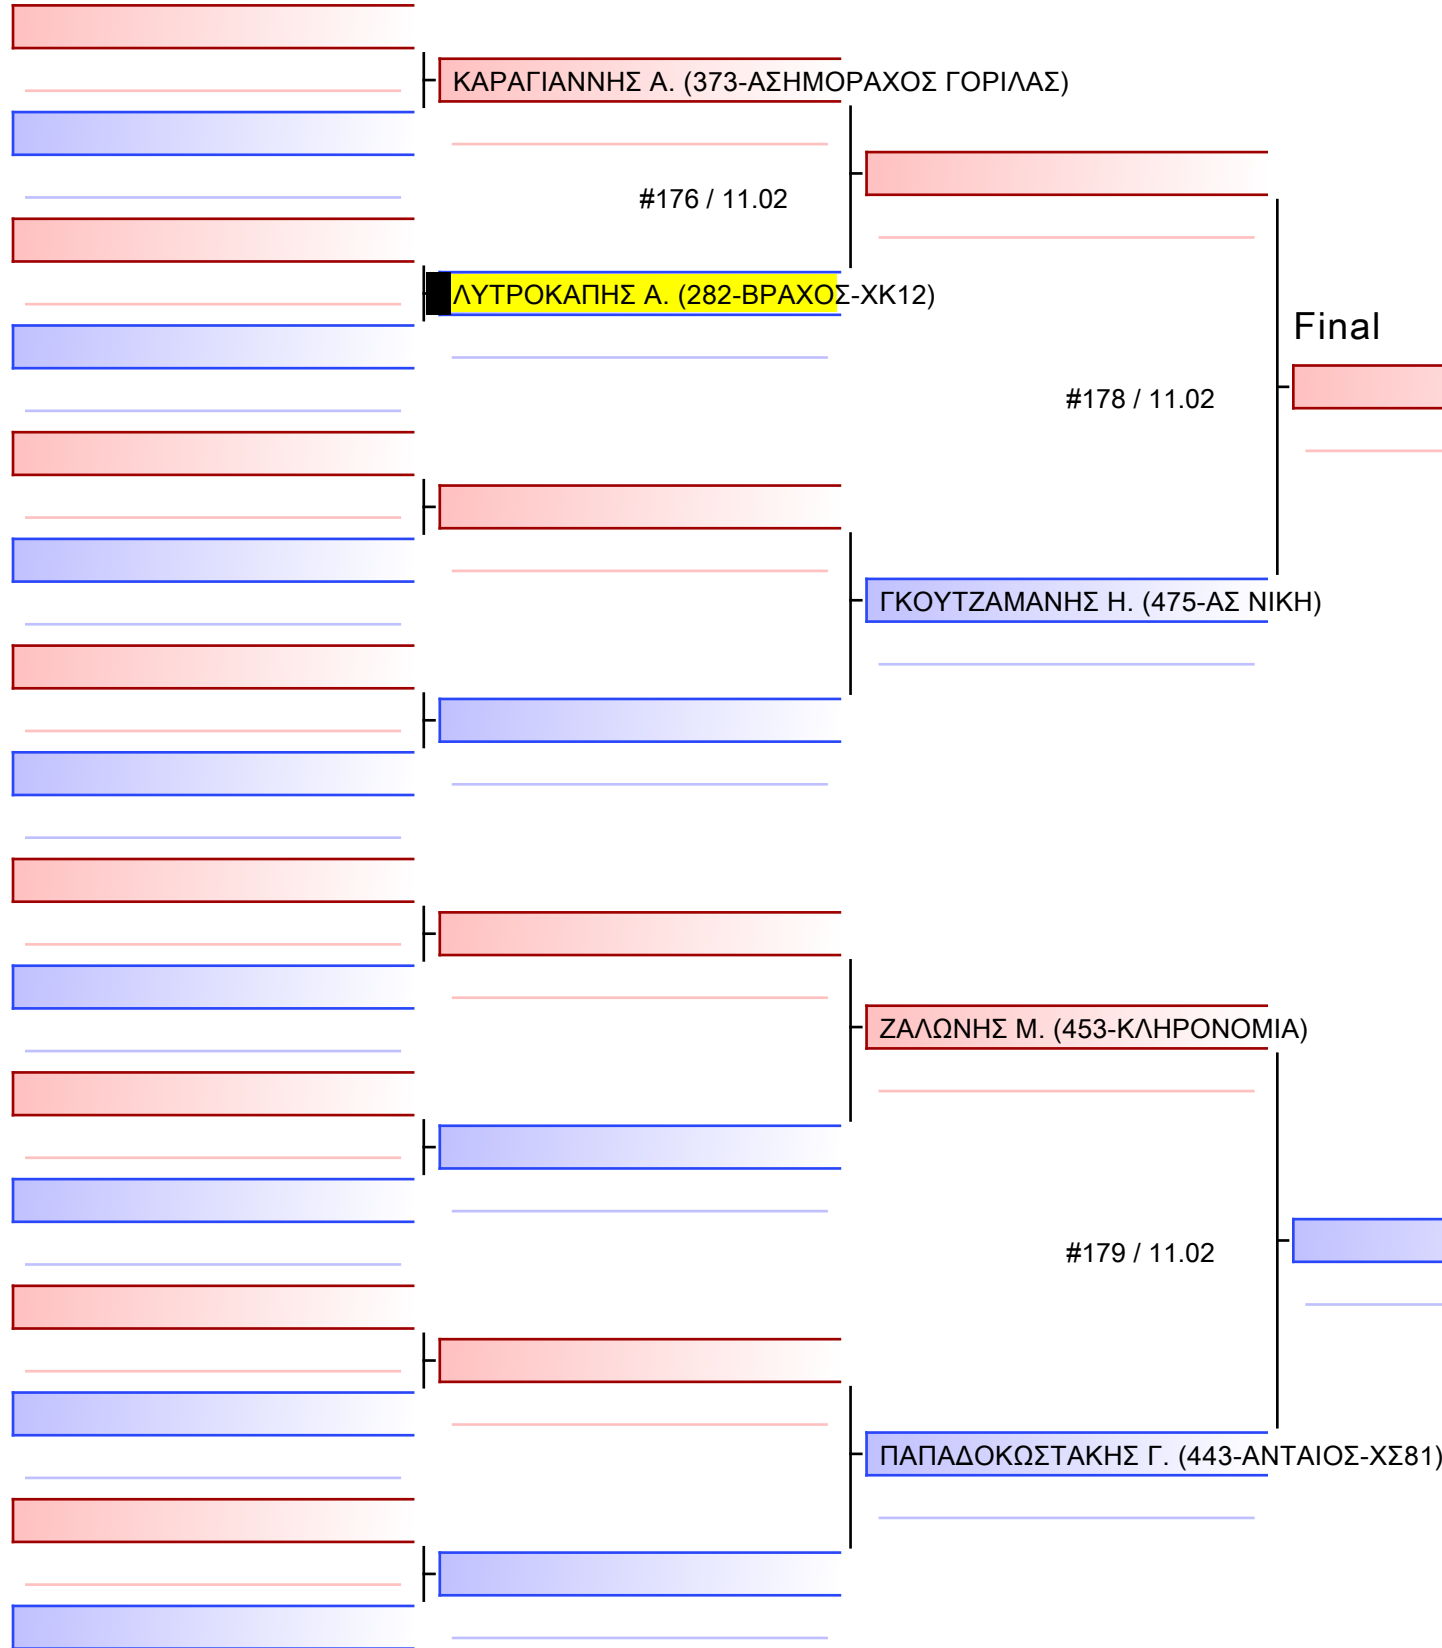 ΚΑΡΑΓΙΑΝΝΗΣ Α. (373-ΑΣΗΜΟΡΑΧΟΣ ΓΟΡΙΛΑΣ)
#176 / 11.02
ΛΥΤΡΟΚΑΠΗΣ Α. (282-ΒΡΑΧΟΣ-ΧΚ12)
Final
#178 / 11.02
ΓΚΟΥΤΖΑΜΑΝΗΣ Η. (475-ΑΣ ΝΙΚΗ)
ΖΑΛΩΝΗΣ Μ. (453-ΚΛΗΡΟΝΟΜΙΑ)
#179 / 11.02
ΠΑΠΑΔΟΚΩΣΤΑΚΗΣ Γ. (443-ΑΝΤΑΙΟΣ-ΧΣ81)